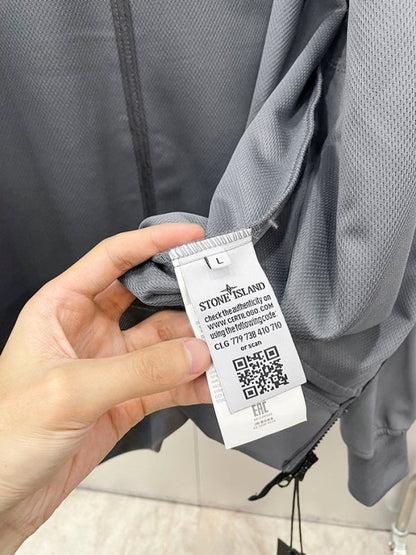 L
STONE ISLAND
check the authenticity on
WWW.CERTILOGO.COM
using the following code:
CLG 779 738 410 710
or scan
EAC